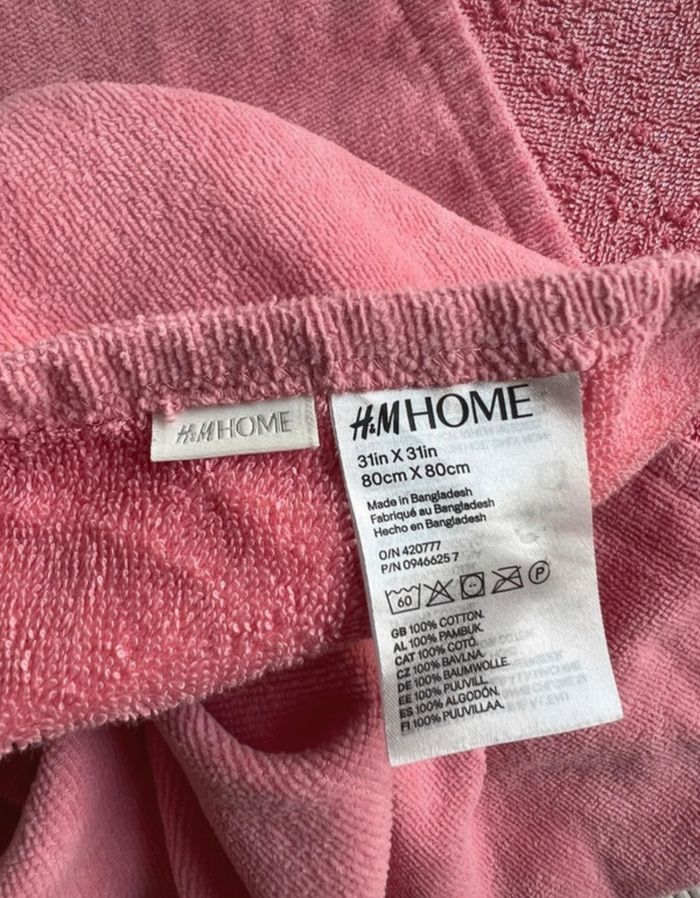 H&M HOME
H&M HOME
31in X 31in
80cm X 80cm
Made in Bangladesh
Fabriqué au Bangladesh
Hecho en Bangladesh
O/N 420777
P/N 0946625 7
60
P
GB 100% COTTON.
AL 100% PAMBUK.
CAT 100% COTÓ.
CZ 100% BAVLNA.
DE 100% BAUMWOLLE.
EE 100% PUUVILL.
ES 100% ALGODÓN.
FI 100% PUUVILLAA.